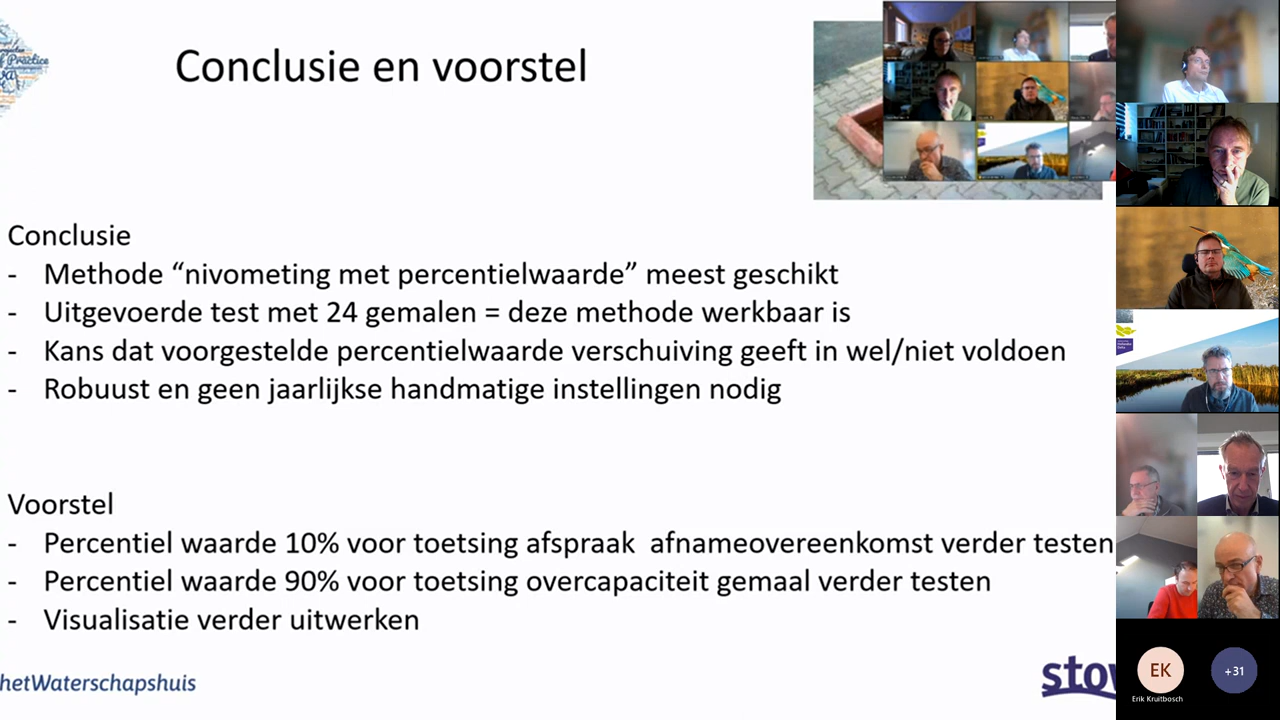 Practice
Conclusie en voorstel
Conclusie
- Methode “nivometing met percentielwaarde” meest geschikt
- Uitgevoerde test met 24 gemalen = deze methode werkbaar is
- Kans dat voorgestelde percentielwaarde verschuiving geeft in wel/niet voldoen
- Robuust en geen jaarlijkse handmatige instellingen nodig
Voorstel
- Percentiel waarde 10% voor toetsing afspraak afnameovereenkomst verder testen
- Percentiel waarde 90% voor toetsing overcapaciteit gemaal verder testen
- Visualisatie verder uitwerken
hetWaterschapshuis
stow
EK
+31
Erik Kruitbosch